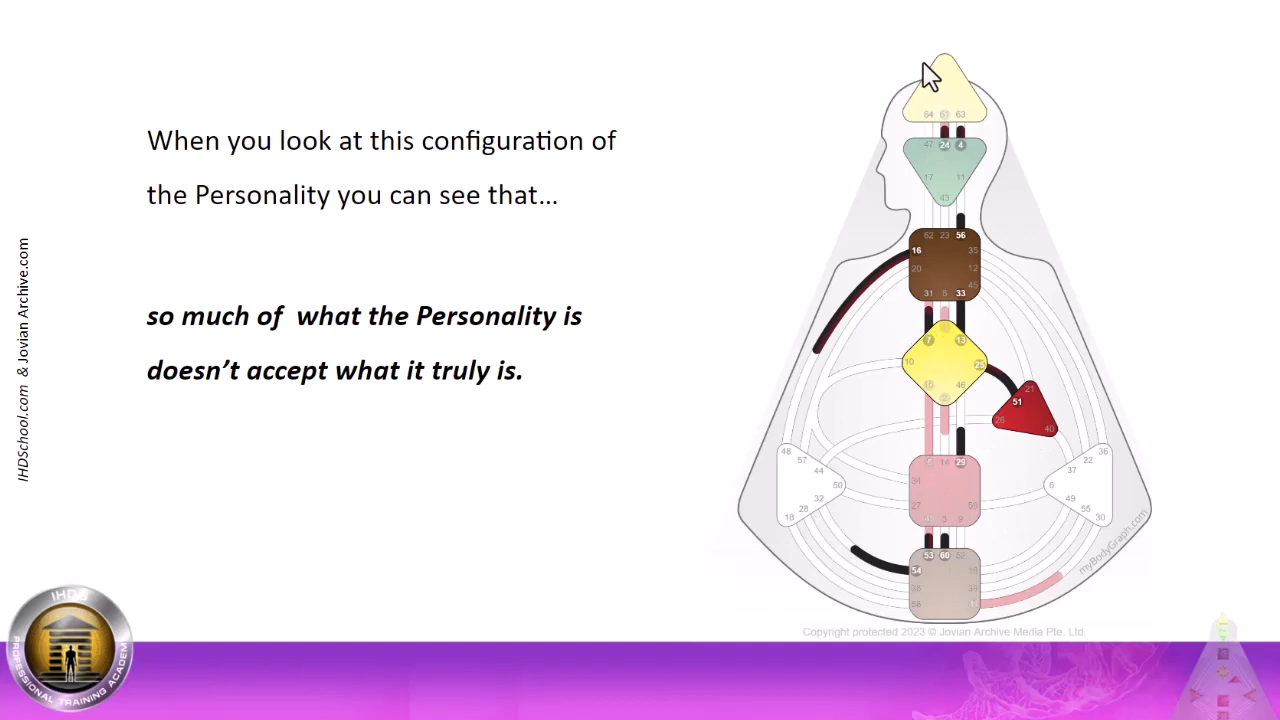 When you look at this configuration of
the Personality you can see that…
so much of  what the Personality is
doesn’t accept what it truly is.
IHDSchool.com & Jovian Archive.com
64 61 63
47 24 4
17 11
43
62 23 56
16 35
20 12
45
31 8 33
7 13
10 25
15 46
51 21
26 40
48 57 44 50 32 28 18
36 22 37 6 49 55 30
5 14 29
34
27 59
42 3 9
53 60 52
54 19
38 39
58 41
myBodyGraph.com
Copyright protected 2023 © Jovian Archive Media Pte. Ltd
IHDS
PROFESSIONAL TRAINING ACADEMY